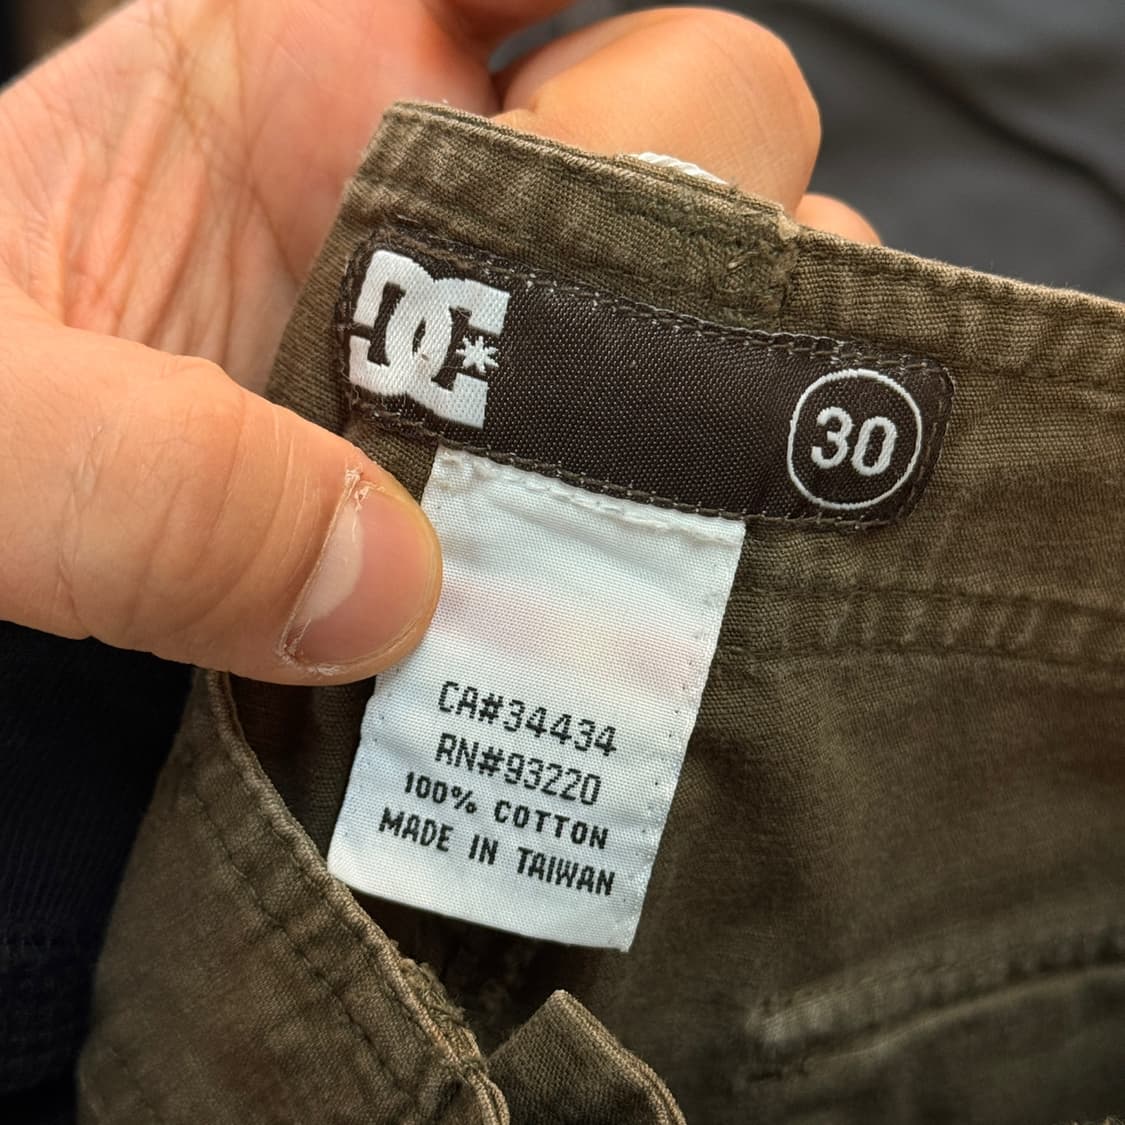 DC
30
CA#34434
RN#93220
100% COTTON
MADE IN TAIWAN